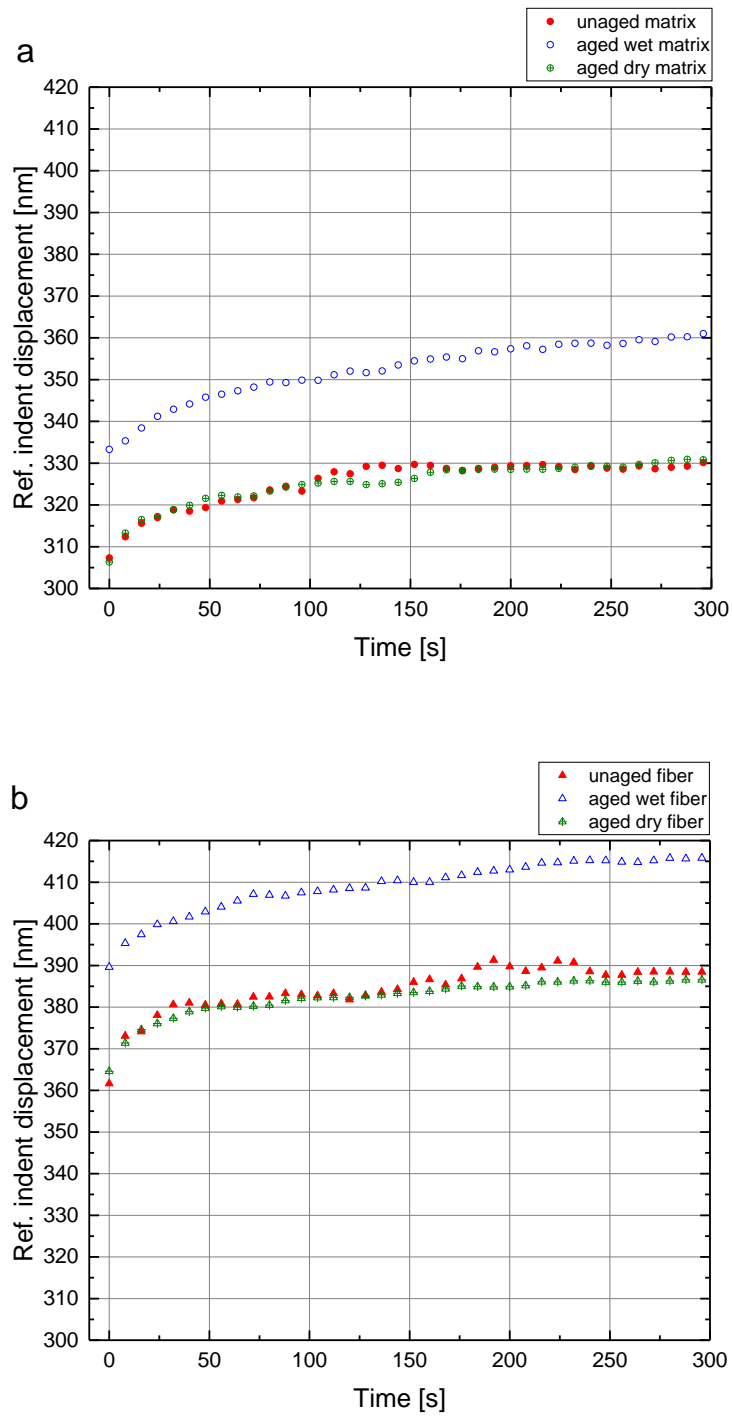 a
unaged matrix
aged wet matrix
aged dry matrix
420
410
400
390
380
370
360
350
340
330
320
310
300
Ref. indent displacement [nm]
0 50 100 150 200 250 300
Time [s]
b
unaged fiber
aged wet fiber
aged dry fiber
420
410
400
390
380
370
360
350
340
330
320
310
300
Ref. indent displacement [nm]
0 50 100 150 200 250 300
Time [s]